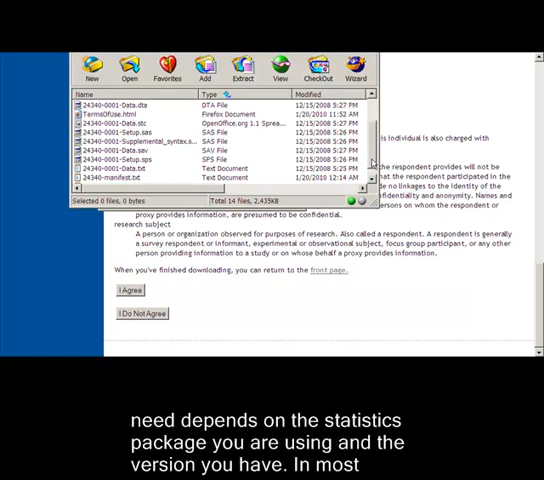 New Open Favorites Add Extract View CheckOut Wizard
Name Type Modified
24340-0001-Data.dta DTA File 12/15/2008 5:27 PM
TermsOfUse.html Firefox Document 1/20/2010 11:52 AM
24340-0001-Data.stc OpenOffice.org 1.1 Sprea... 12/15/2008 5:27 PM
24340-0001-Setup.sas SAS File 12/15/2008 5:26 PM
24340-0001-Supplemental_syntax.s... SAS File 12/15/2008 5:26 PM
24340-0001-Data.sav SAV File 12/15/2008 5:27 PM
24340-0001-Setup.sps SPS File 12/15/2008 5:26 PM
24340-0001-Data.txt Text Document 12/15/2008 5:25 PM
24340-manifest.txt Text Document 1/20/2010 12:14 AM
Selected 0 files, 0 bytes Total 14 files, 2,435KB
is individual is also charged with
the respondent provides will not be
that the respondent participated in the
de no linkages to the identity of the
nfidentiality and anonymity. Names and
ersons on whom the respondent or
proxy provides information, are presumed to be confidential.
research subject
A person or organization observed for purposes of research. Also called a respondent. A respondent is generally
a survey respondent or informant, experimental or observational subject, focus group participant, or any other
person providing information to a study or on whose behalf a proxy provides information.
When you've finished downloading, you can return to the front page.
I Agree
I Do Not Agree
need depends on the statistics
package you are using and the
version you have. In most